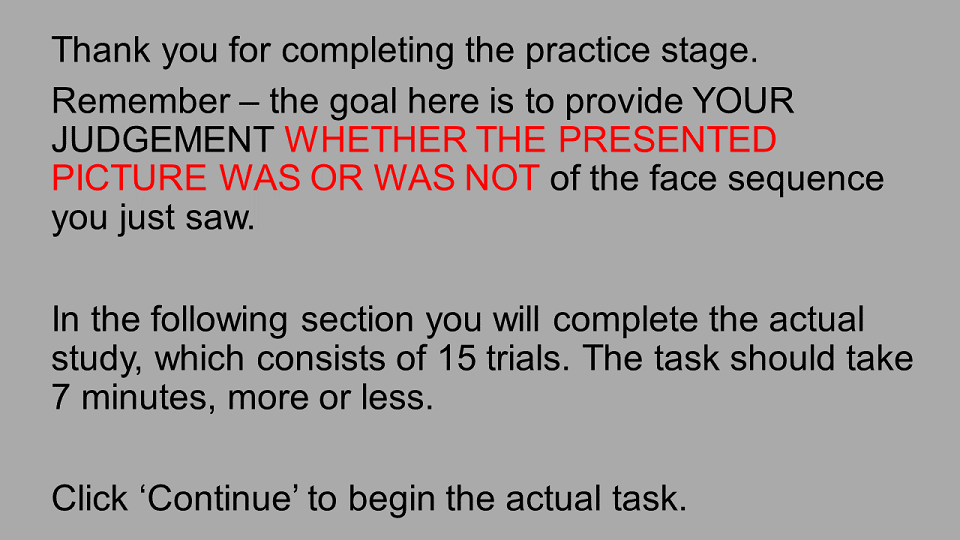 Thank you for completing the practice stage.
Remember – the goal here is to provide YOUR
JUDGEMENT WHETHER THE PRESENTED
PICTURE WAS OR WAS NOT of the face sequence
you just saw.
In the following section you will complete the actual
study, which consists of 15 trials. The task should take
7 minutes, more or less.
Click ‘Continue’ to begin the actual task.